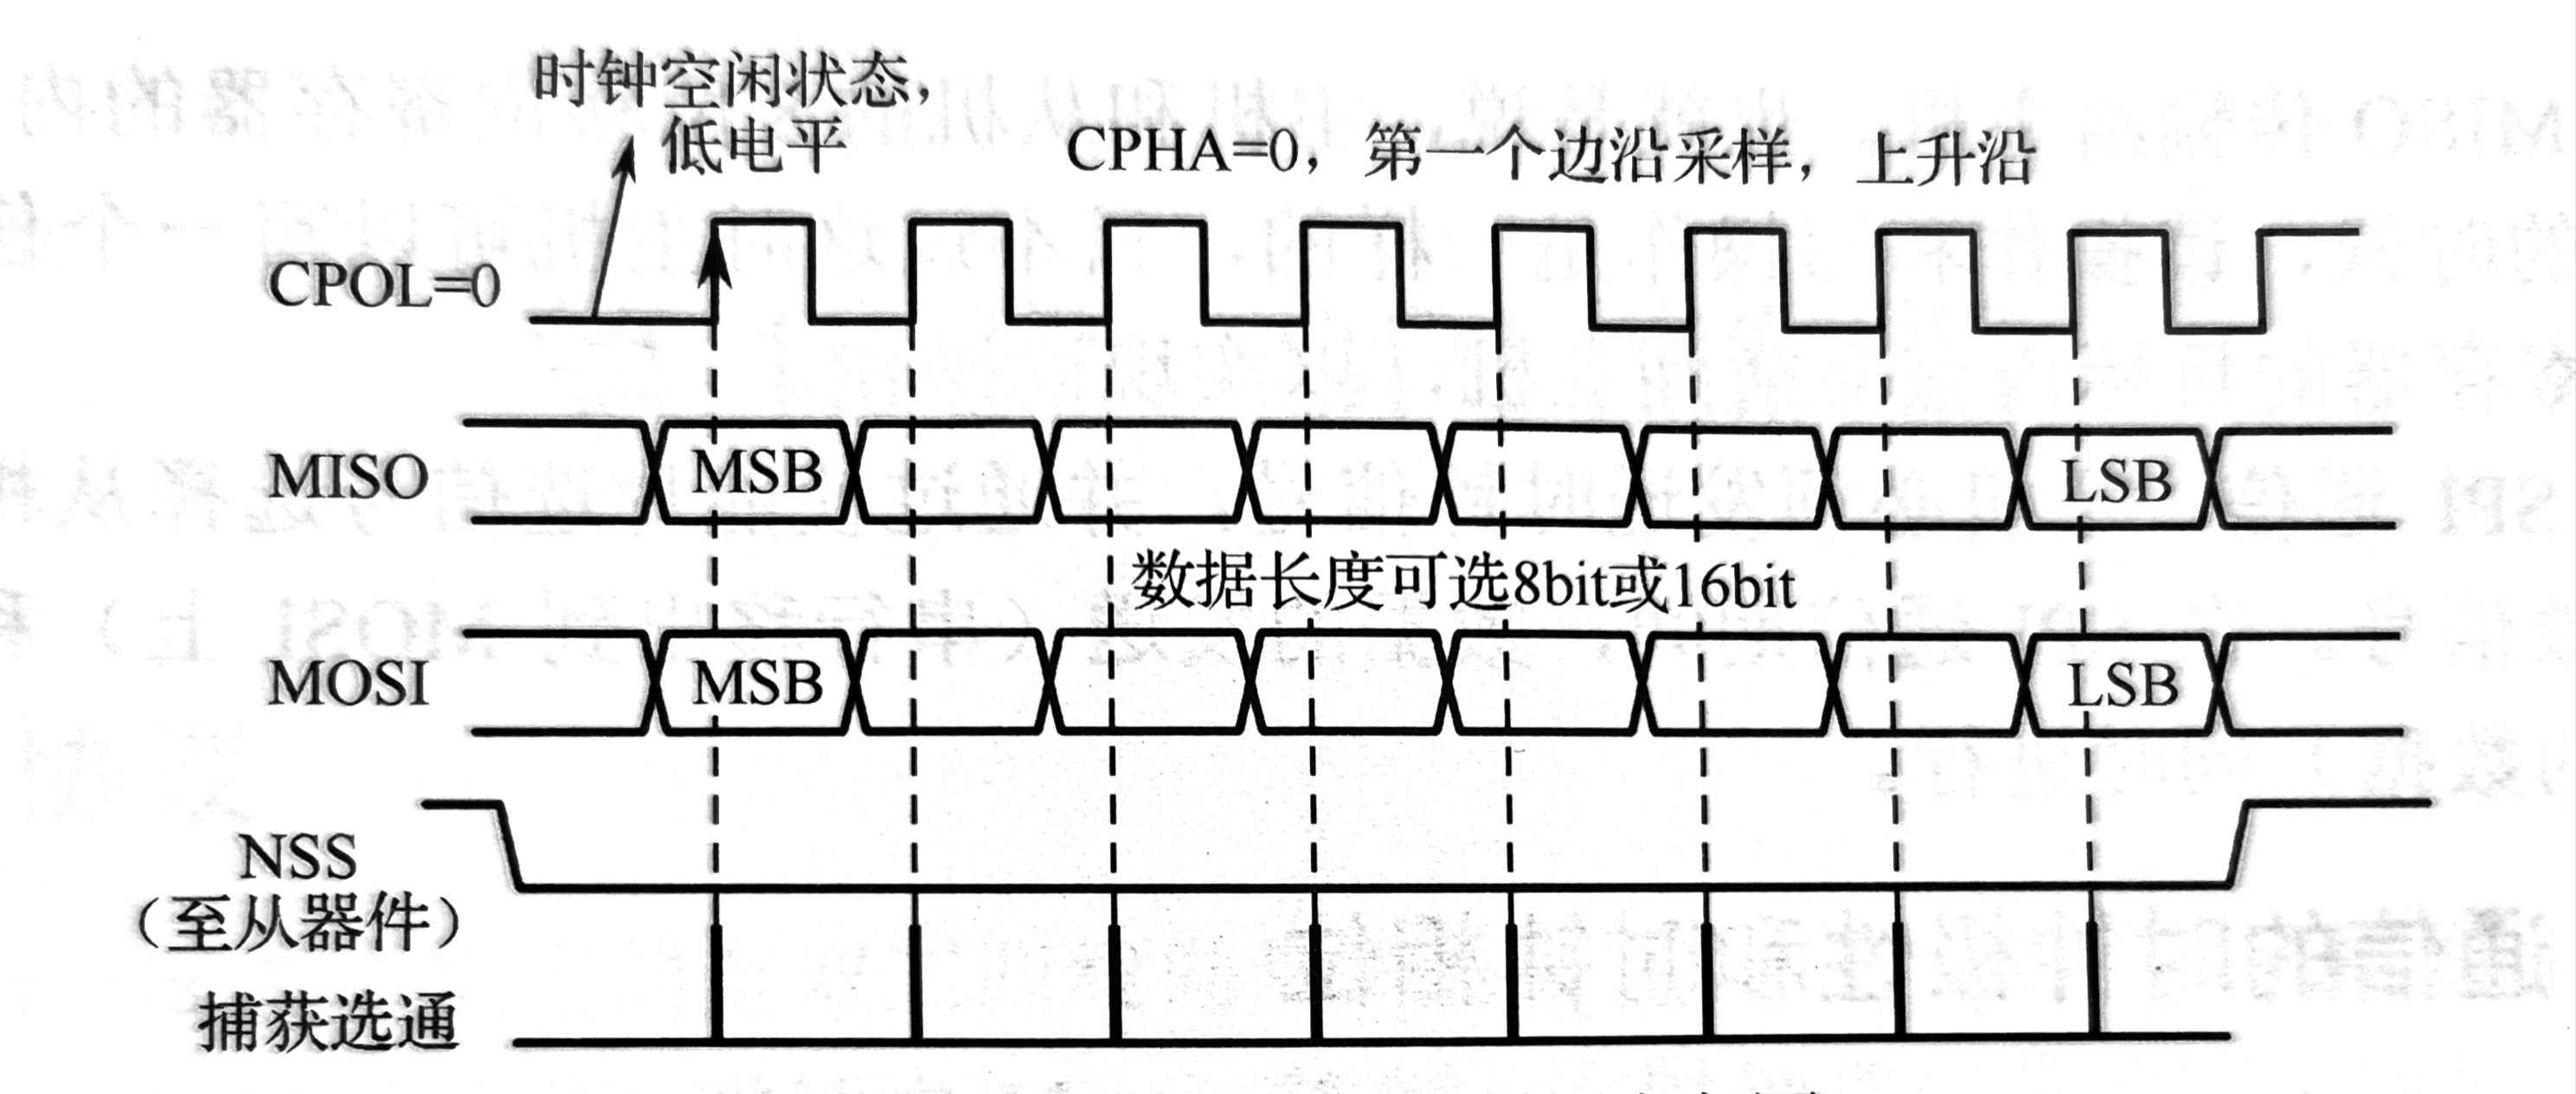 时钟空闲状态，
低电平
CPHA=0，第一个边沿采样，上升沿
CPOL=0
MISO
MSB
LSB
数据长度可选8bit或16bit
MOSI
MSB
LSB
NSS
（至从器件）
捕获选通